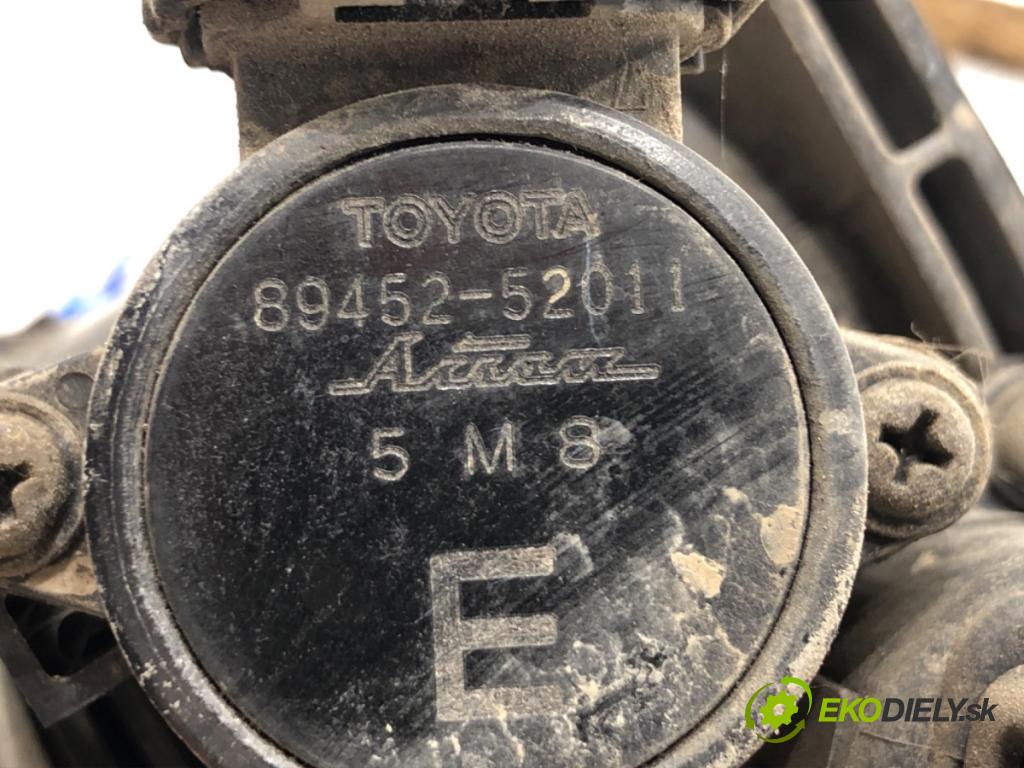 TOYOTA
89452-52011
Aisan
5 M 8
E
EKODIELY.sk